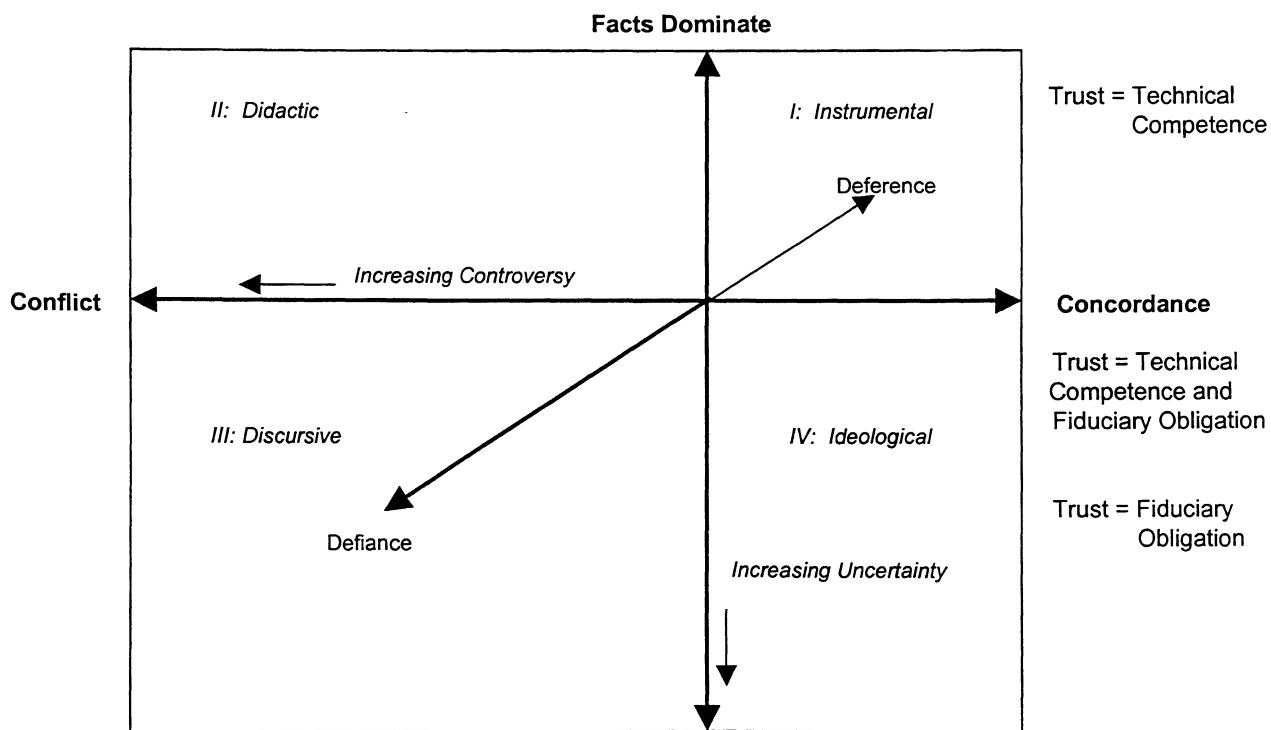 Facts Dominate
II: Didactic
I: Instrumental
Trust = Technical
Competence
Deference
Increasing Controversy
Conflict
Concordance
Trust = Technical
Competence and
Fiduciary Obligation
III: Discursive
IV: Ideological
Trust = Fiduciary
Obligation
Defiance
Increasing Uncertainty